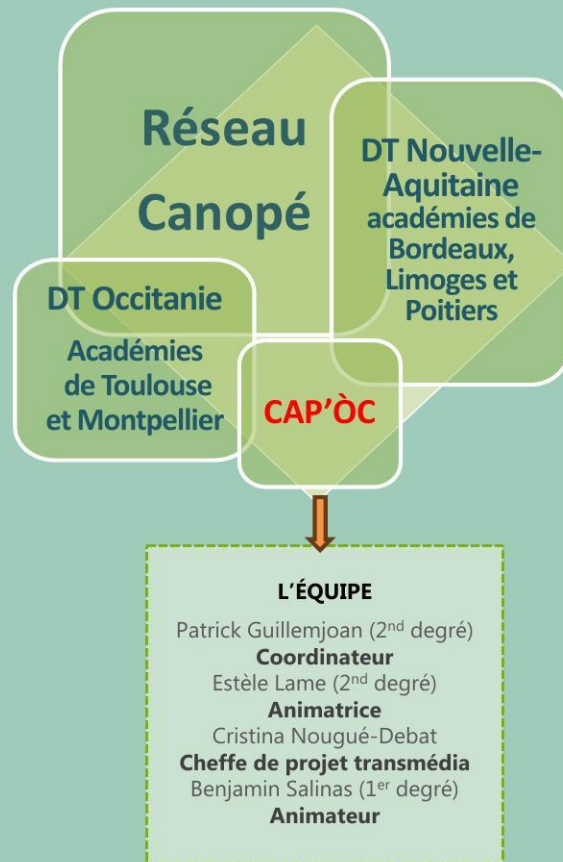 Réseau
Canopé
DT Nouvelle-
Aquitaine
académies de
Bordeaux,
Limoges et
Poitiers
DT Occitanie
Académies
de Toulouse
et Montpellier
CAP’ÒC
L’ÉQUIPE
Patrick Guillemjoan (2nd degré)
Coordinateur
Estèle Lame (2nd degré)
Animatrice
Cristina Nougué-Debat
Cheffe de projet transmédia
Benjamin Salinas (1er degré)
Animateur